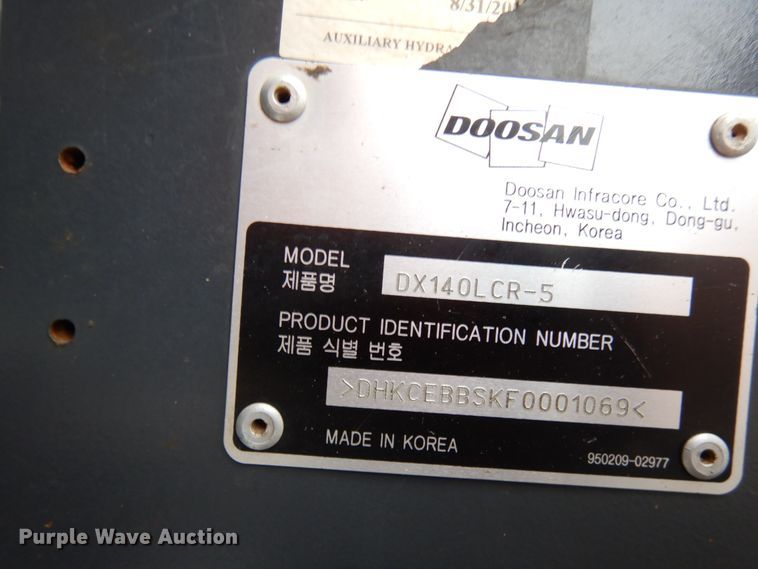 8/31/20
AUXILIARY HYDRA
DOOSAN
Doosan Infracore Co., Ltd.
7-11, Hwasu-dong, Dong-gu,
Incheon, Korea
MODEL
제품명
DX140LCR-5
PRODUCT IDENTIFICATION NUMBER
제품 식별 번호
>DHKCEBBSKF0001069<
MADE IN KOREA
950209-02977
Purple Wave Auction